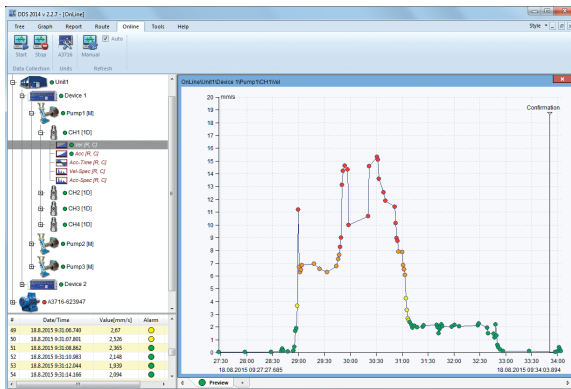 DDS 2014 v 2.2.7 - [OnLine]
Tree Graph Report Route Online Tools Help Style
Start Stop A3716 Manual Auto
Data Collection Units Refresh
Unit1
Device 1
Pump1 [M]
CH1 [1D]
Vel [R, C]
Acc [R, C]
Acc-Time [R, C]
Vel-Spec [R, C]
Acc-Spec [R, C]
CH2 [1D]
CH3 [1D]
CH4 [1D]
Pump2 [M]
Pump3 [M]
Device 2
A3716-623947
# Date/Time Value[mm/s] Alarm
49 18.8.2015 9:31:06.740 2,67
50 18.8.2015 9:31:07.801 2,526
51 18.8.2015 9:31:08.862 2,365
52 18.8.2015 9:31:10.983 2,148
53 18.8.2015 9:31:12.044 1,939
54 18.8.2015 9:31:14.166 2,094
OnLine\Unit1\Device 1\Pump1\CH1\Vel
20 mm/s
Confirmation
19
18
17
16
15
14
13
12
11
10
9
8
7
6
5
4
3
2
1
0
27:30 28:00 28:30 29:00 29:30 30:00 30:30 31:00 31:30 32:00 32:30 33:00 33:30 34:00
18.08.2015 09:27:27.685 18.08.2015 09:34:03.894
Preview +